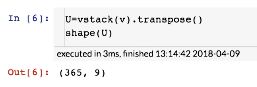 In [6]: U=vstack(v).transpose()
shape(U)
executed in 3ms, finished 13:14:42 2018-04-09
Out[6]: (365, 9)